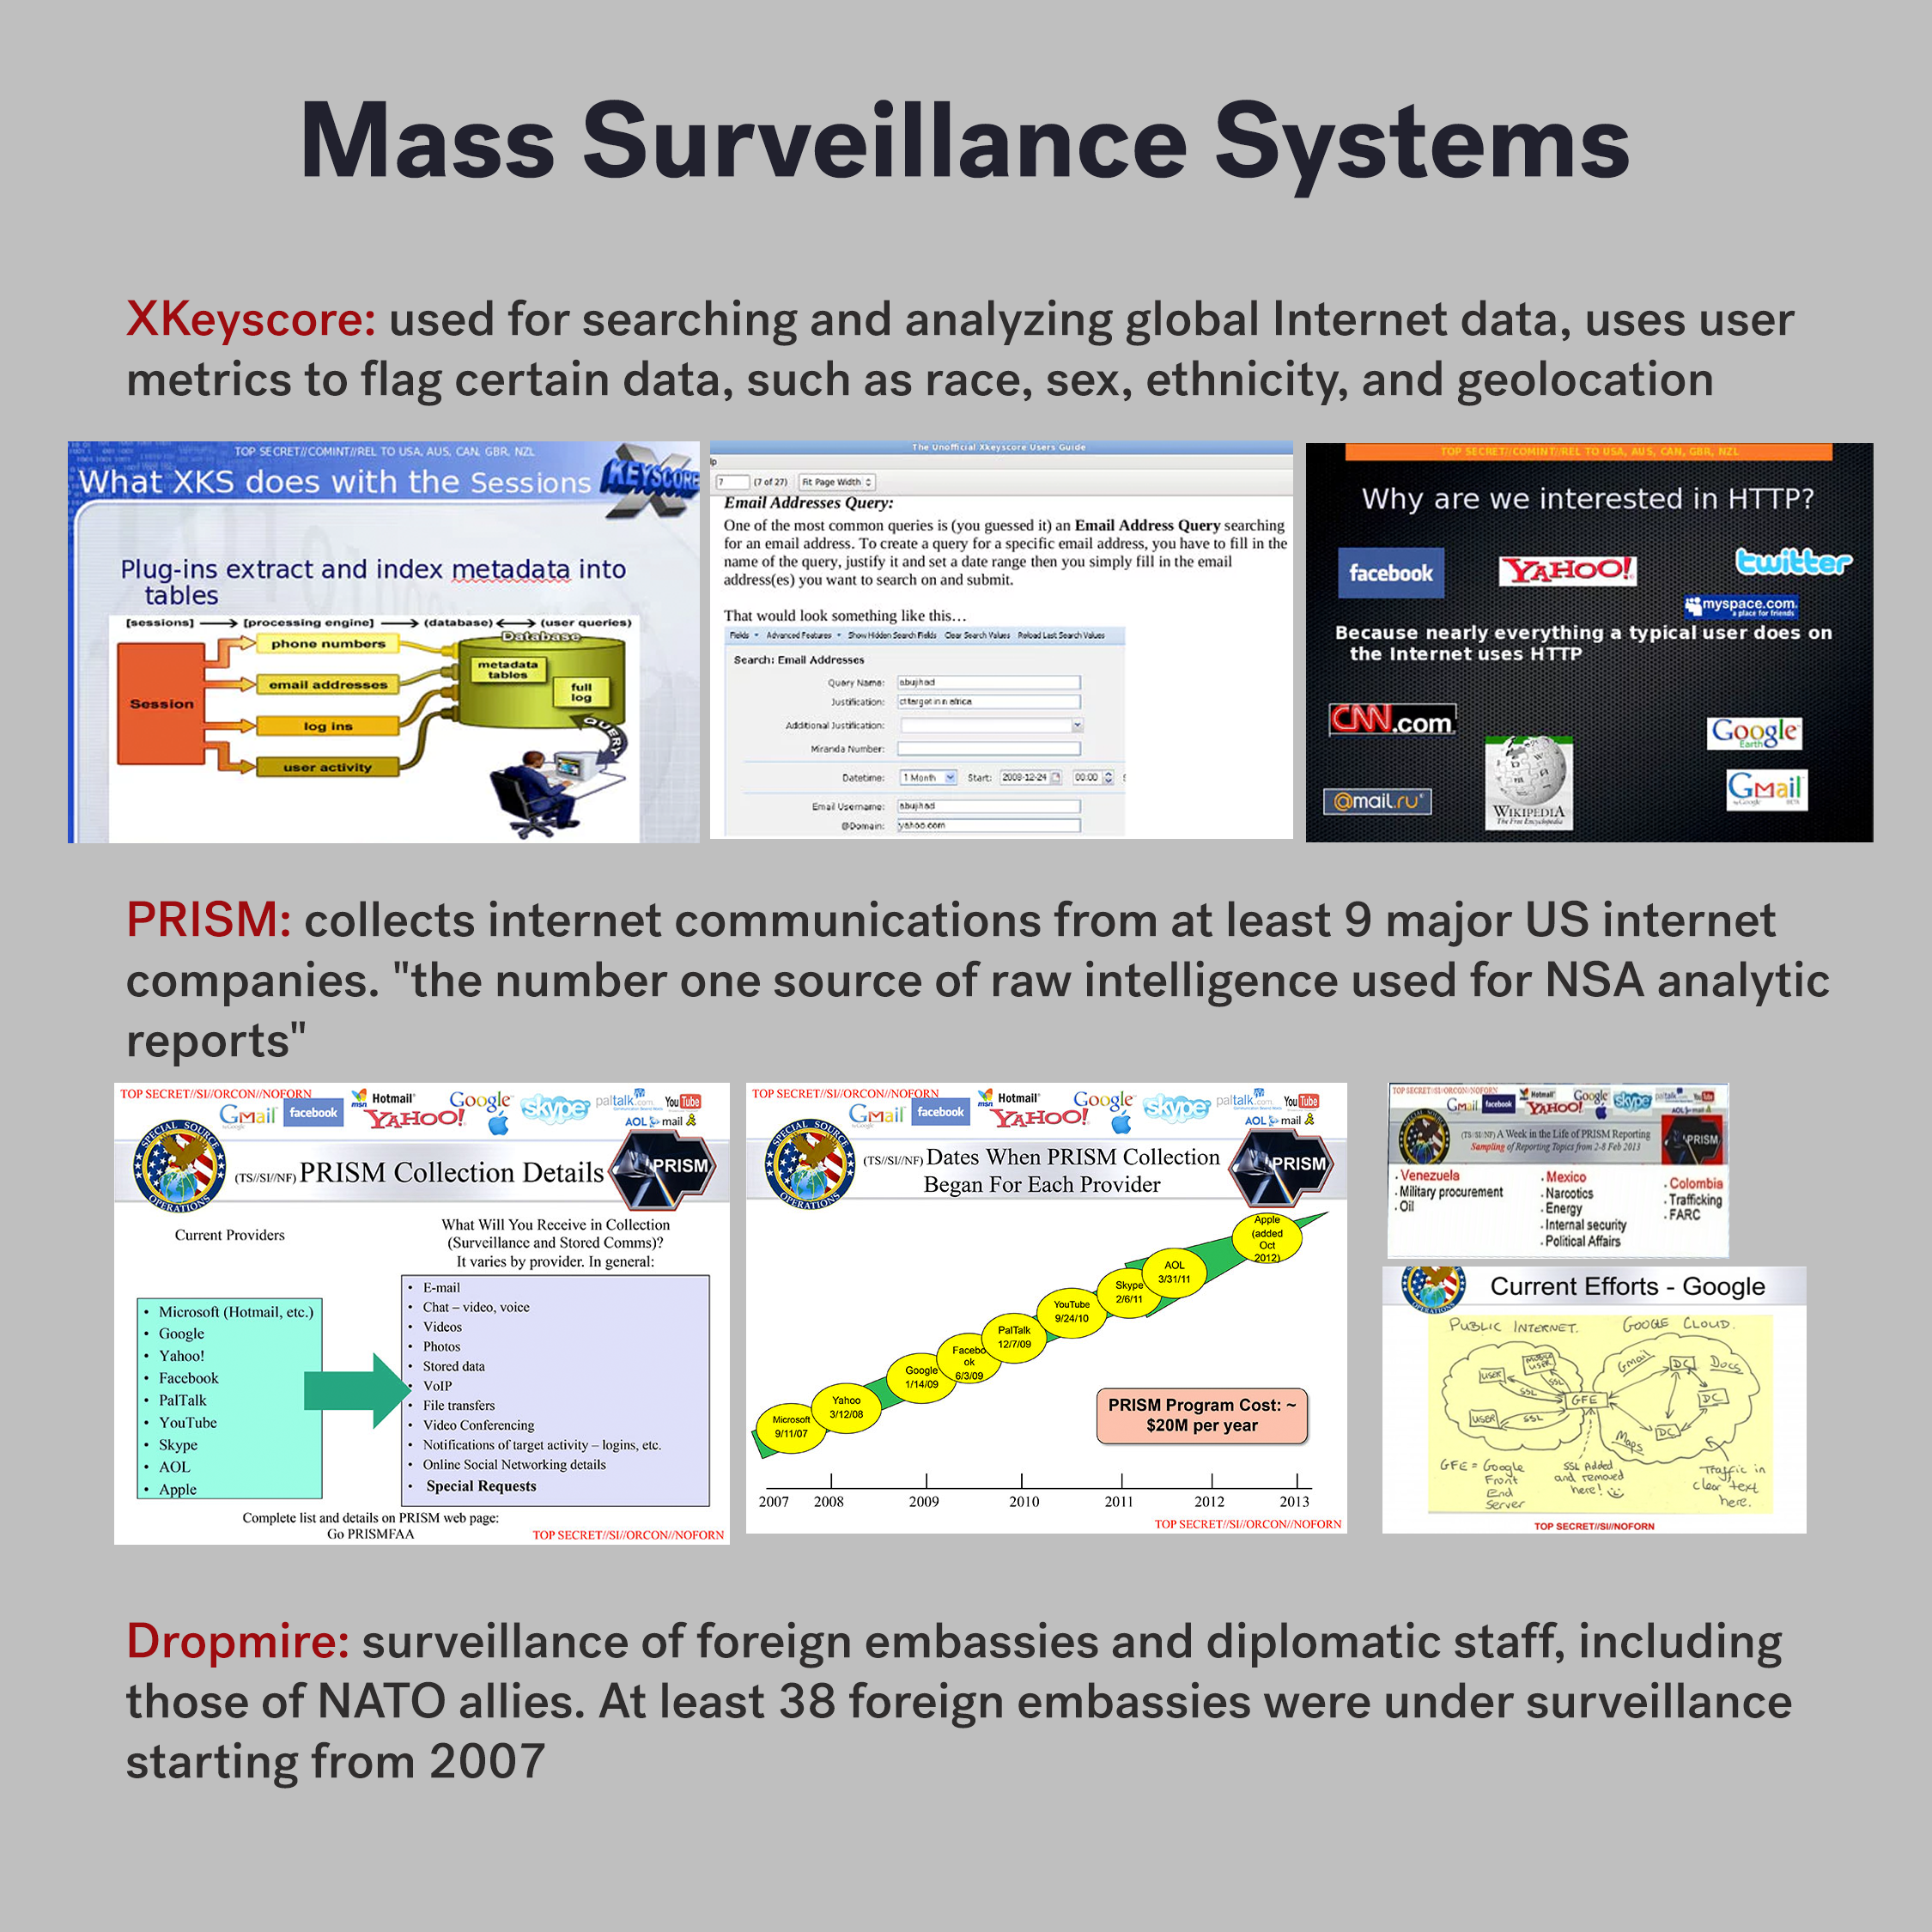 Mass Surveillance Systems
XKeyscore: used for searching and analyzing global Internet data, uses user
metrics to flag certain data, such as race, sex, ethnicity, and geolocation
TOP SECRET//COMINT//REL TO USA, AUS, CAN, GBR, NZL
What XKS does with the Sessions
X KEYSCORE
Plug-ins extract and index metadata into
tables
[sessions] [processing engine] (database) (user queries)
Session
phone numbers
email addresses
log ins
user activity
Database
metadata
tables
full
log
QUERY
The Unofficial Xkeyscore Users Guide
7 (7 of 27) Fit Page Width
Email Addresses Query:
One of the most common queries is (you guessed it) an Email Address Query searching
for an email address. To create a query for a specific email address, you have to fill in the
name of the query, justify it and set a date range then you simply fill in the email
address(es) you want to search on and submit.
That would look something like this…
Fields Advanced Features Show Hidden Search Fields Clear Search Values Reload Last Search Values
Search: Email Addresses
Query Name: abujihad
Justification: ct target in n africa
Additional Justification:
Miranda Number:
Datetime: 1 Month Start: 2008-12-24 00:00
Email Username: abujihad
@Domain: yahoo.com
TOP SECRET//COMINT//REL TO USA, AUS, CAN, GBR, NZL
Why are we interested in HTTP?
facebook
YAHOO!
twitter
myspace.com
a place for friends
Because nearly everything a typical user does on
the Internet uses HTTP
CNN.com
@mail.ru
WIKIPEDIA
The Free Encyclopedia
Google
Earth
Gmail
by Google BETA
PRISM: collects internet communications from at least 9 major US internet
companies. "the number one source of raw intelligence used for NSA analytic
reports"
TOP SECRET//SI//ORCON//NOFORN
Gmail
facebook
msn Hotmail
YAHOO!
Google
skype
paltalk.com
YouTube
AOL mail
SPECIAL SOURCE OPERATIONS
(TS//SI//NF) PRISM Collection Details
PRISM
Current Providers
Microsoft (Hotmail, etc.)
Google
Yahoo!
Facebook
PalTalk
YouTube
Skype
AOL
Apple
What Will You Receive in Collection
(Surveillance and Stored Comms)?
It varies by provider. In general:
E-mail
Chat – video, voice
Videos
Photos
Stored data
VoIP
File transfers
Video Conferencing
Notifications of target activity – logins, etc.
Online Social Networking details
Special Requests
Complete list and details on PRISM web page:
Go PRISMFAA
TOP SECRET//SI//ORCON//NOFORN
TOP SECRET//SI//ORCON//NOFORN
Gmail
facebook
msn Hotmail
YAHOO!
Google
skype
paltalk.com
YouTube
AOL mail
SPECIAL SOURCE OPERATIONS
(TS//SI//NF) Dates When PRISM Collection
Began For Each Provider
PRISM
Microsoft
9/11/07
Yahoo
3/12/08
Google
1/14/09
Facebo
ok
6/3/09
PalTalk
12/7/09
YouTube
9/24/10
Skype
2/6/11
AOL
3/31/11
Apple
(added
Oct
2012)
PRISM Program Cost: ~
$20M per year
2007 2008 2009 2010 2011 2012 2013
TOP SECRET//SI//ORCON//NOFORN
TOP SECRET//SI//ORCON//NOFORN
Gmail
facebook
Hotmail
YAHOO!
Google
skype
paltalk
YouTube
AOL mail
(TS//SI//NF) A Week in the Life of PRISM Reporting
Sampling of Reporting Topics from 2-8 Feb 2013
PRISM
Venezuela
Military procurement
Oil
Mexico
Narcotics
Energy
Internal security
Political Affairs
Colombia
Trafficking
FARC
Current Efforts - Google
OPERATIONS
PUBLIC INTERNET. GOOGLE CLOUD.
USER
MOBILE
USER
SSL
SSL
USER
SSL
GFE
Gmail
DC
Docs
DC
DC
Maps
GFE = Google
Front
End
Server
SSL Added
and removed
here!
Traffic in
clear text
here.
TOP SECRET//SI//NOFORN
Dropmire: surveillance of foreign embassies and diplomatic staff, including
those of NATO allies. At least 38 foreign embassies were under surveillance
starting from 2007